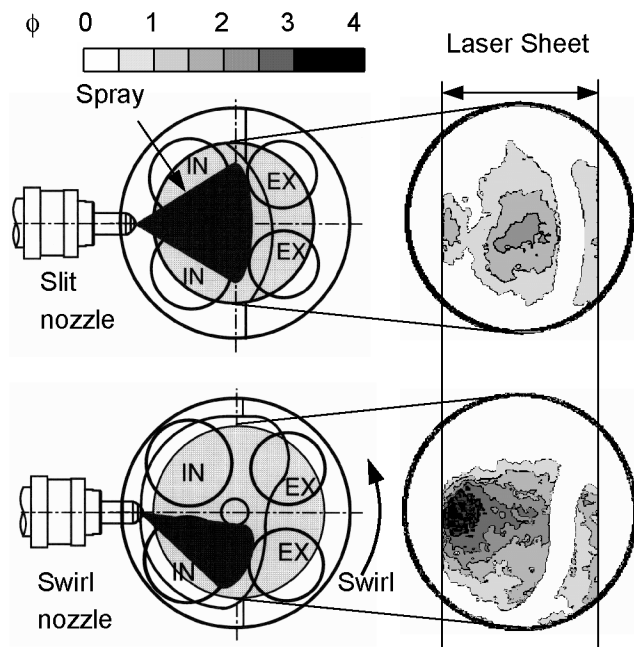 ϕ 0 1 2 3 4
Laser Sheet
Spray
IN
EX
IN
EX
Slit
nozzle
IN
EX
IN
EX
Swirl
Swirl
nozzle